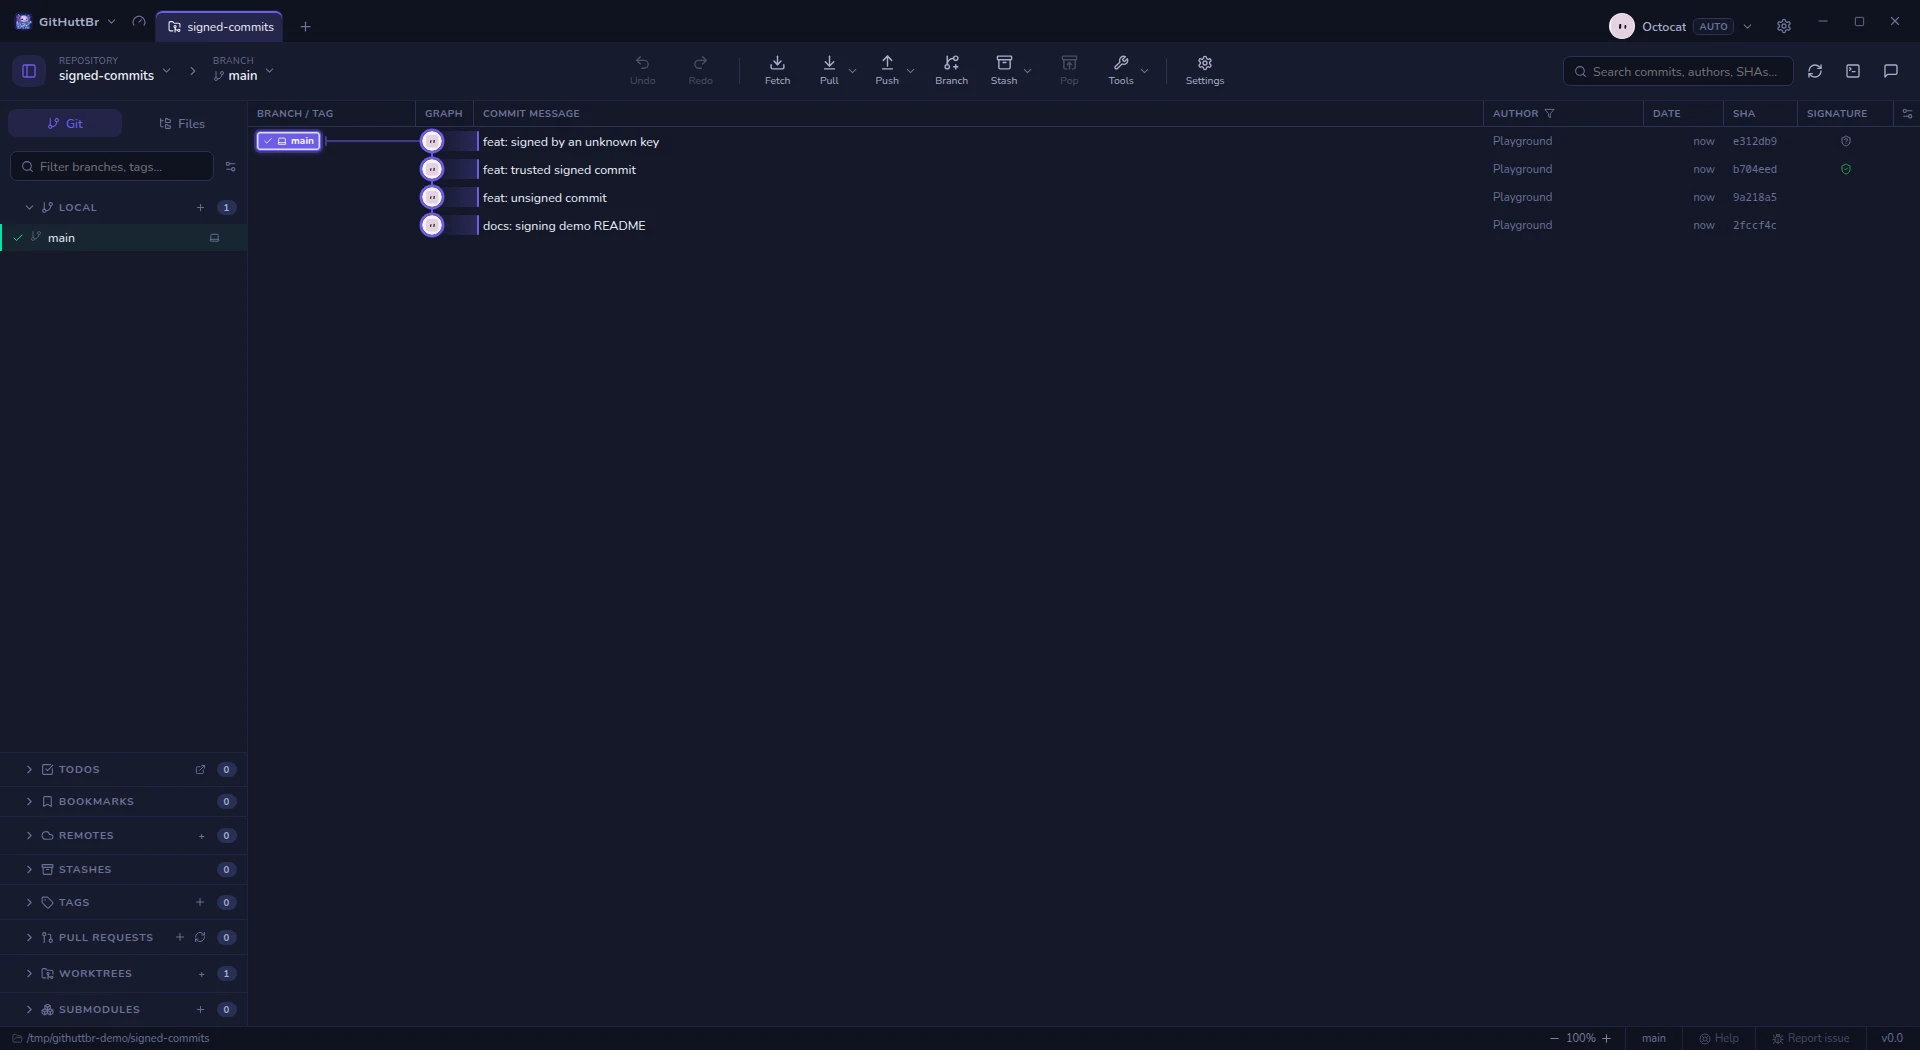 GitHuttBr
signed-commits
Octocat AUTO
REPOSITORY
signed-commits
BRANCH
main
Undo
Redo
Fetch
Pull
Push
Branch
Stash
Pop
Tools
Settings
Search commits, authors, SHAs...
Git
Files
Filter branches, tags...
LOCAL 1
main
BRANCH / TAG GRAPH COMMIT MESSAGE AUTHOR DATE SHA SIGNATURE
main feat: signed by an unknown key Playground now e312db9
feat: trusted signed commit Playground now b704eed
feat: unsigned commit Playground now 9a218a5
docs: signing demo README Playground now 2fccf4c
TODOS 0
BOOKMARKS 0
REMOTES 0
STASHES 0
TAGS 0
PULL REQUESTS 0
WORKTREES 1
SUBMODULES 0
/tmp/githuttbr-demo/signed-commits
100%
main
Help
Report issue
v0.0